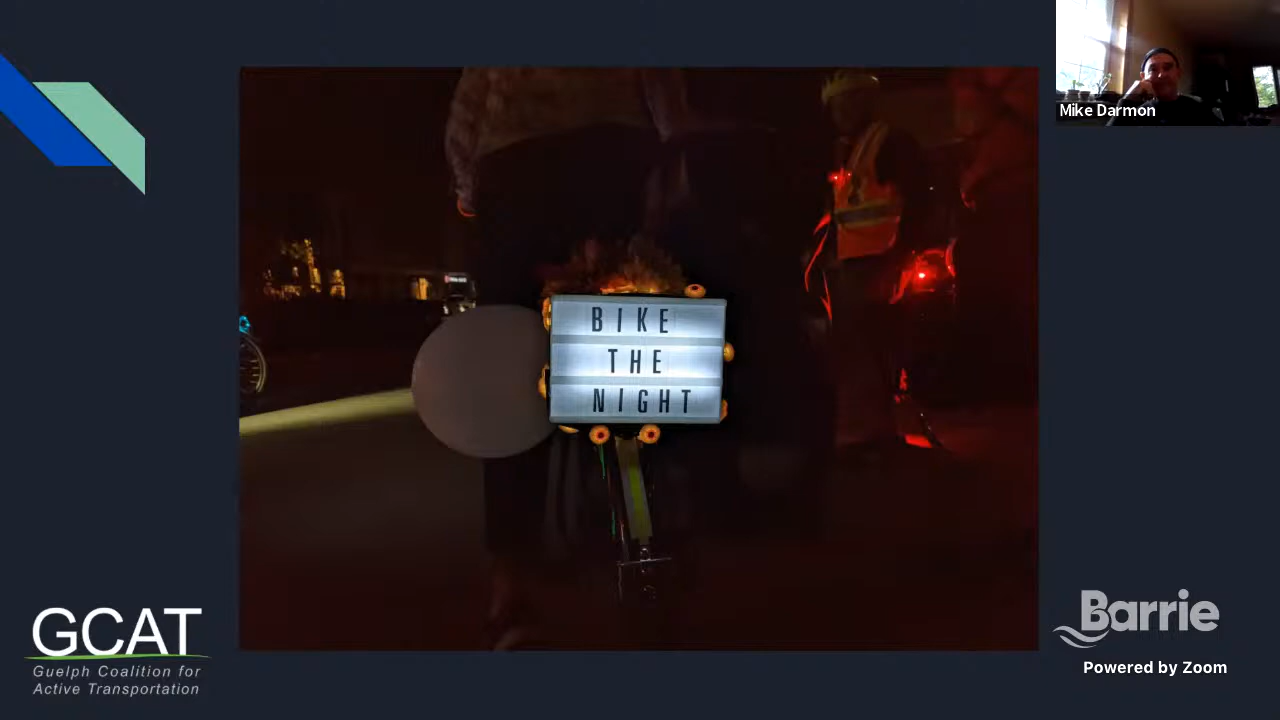 Mike Darmon
BIKE
THE
NIGHT
GCAT
Guelph Coalition for
Active Transportation
Barrie
Powered by Zoom